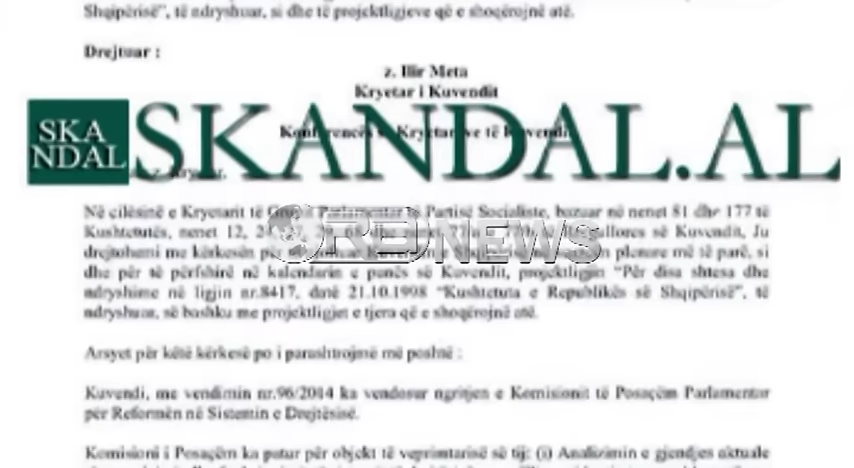 Shqipërisë”, të ndryshuar, si dhe të projektligjeve që e shoqërojnë atë.
Drejtuar :
z. Ilir Meta
Kryetar i Kuvendit
SKA
NDAL
SKANDAL.AL
Në cilësinë e Kryetarit të Grupit Parlamentar të Partisë Socialiste, bazuar në nenet 81 dhe 177 të
Kushtetutës, nenet 12, Rregullores së Kuvendit, Ju
NEWS
drejtohemi me kërkesën për plenare më të parë, si
dhe për të përfshirë në kalendarin e punës së Kuvendit, projektligjin “Për disa shtesa dhe
ndryshime në ligjin nr.8417, datë 21.10.1998 “Kushtetuta e Republikës së Shqipërisë”, të
ndryshuar, së bashku me projektligjet e tjera që e shoqërojnë atë.
Arsyet për këtë kërkesë po i parashtrojmë më poshtë :
Kuvendi, me vendimin nr.96/2014 ka vendosur ngritjen e Komisionit të Posaçëm Parlamentar
për Reformën në Sistemin e Drejtësisë.
Komisioni i Posaçëm ka patur për objekt të veprimtarisë së tij: (i) Analizimin e gjendjes aktuale